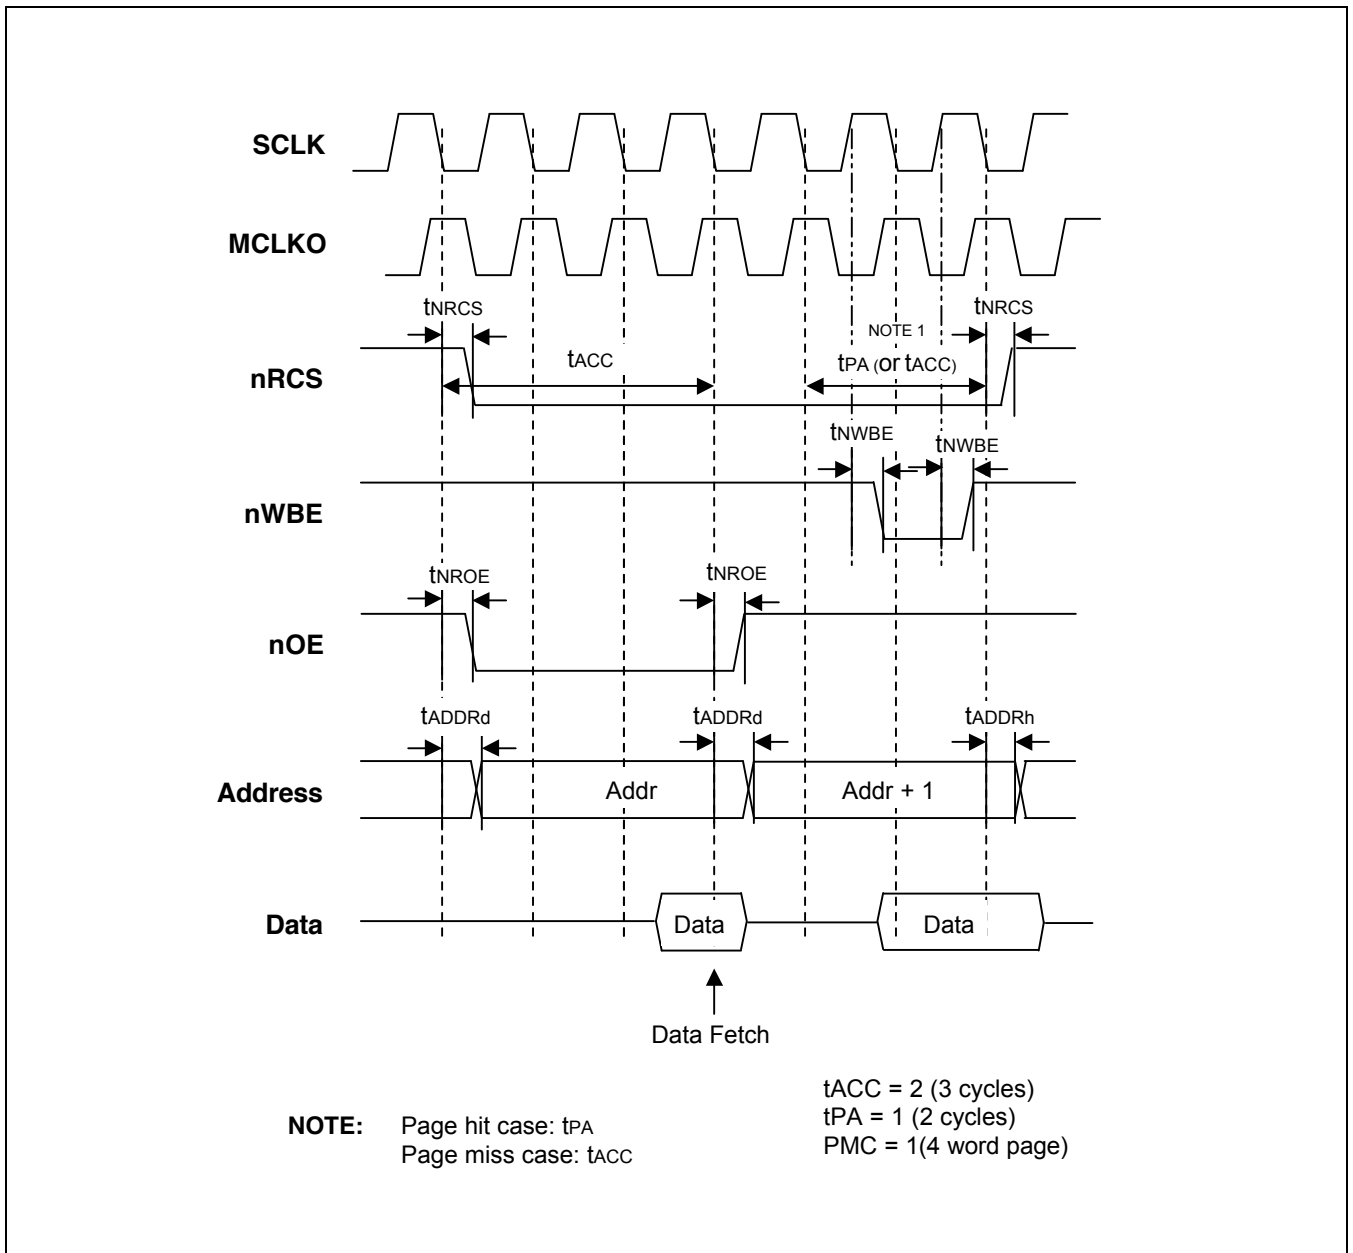 SCLK
MCLKO
tNRCS
tNRCS
NOTE 1
tACC
tPA (or tACC)
nRCS
tNWBE
tNWBE
nWBE
tNROE
tNROE
nOE
tADDRd
tADDRd
tADDRh
Address
Addr
Addr + 1
Data
Data
Data
Data Fetch
tACC = 2 (3 cycles)
tPA = 1 (2 cycles)
PMC = 1(4 word page)
NOTE: Page hit case: tPA
Page miss case: tACC